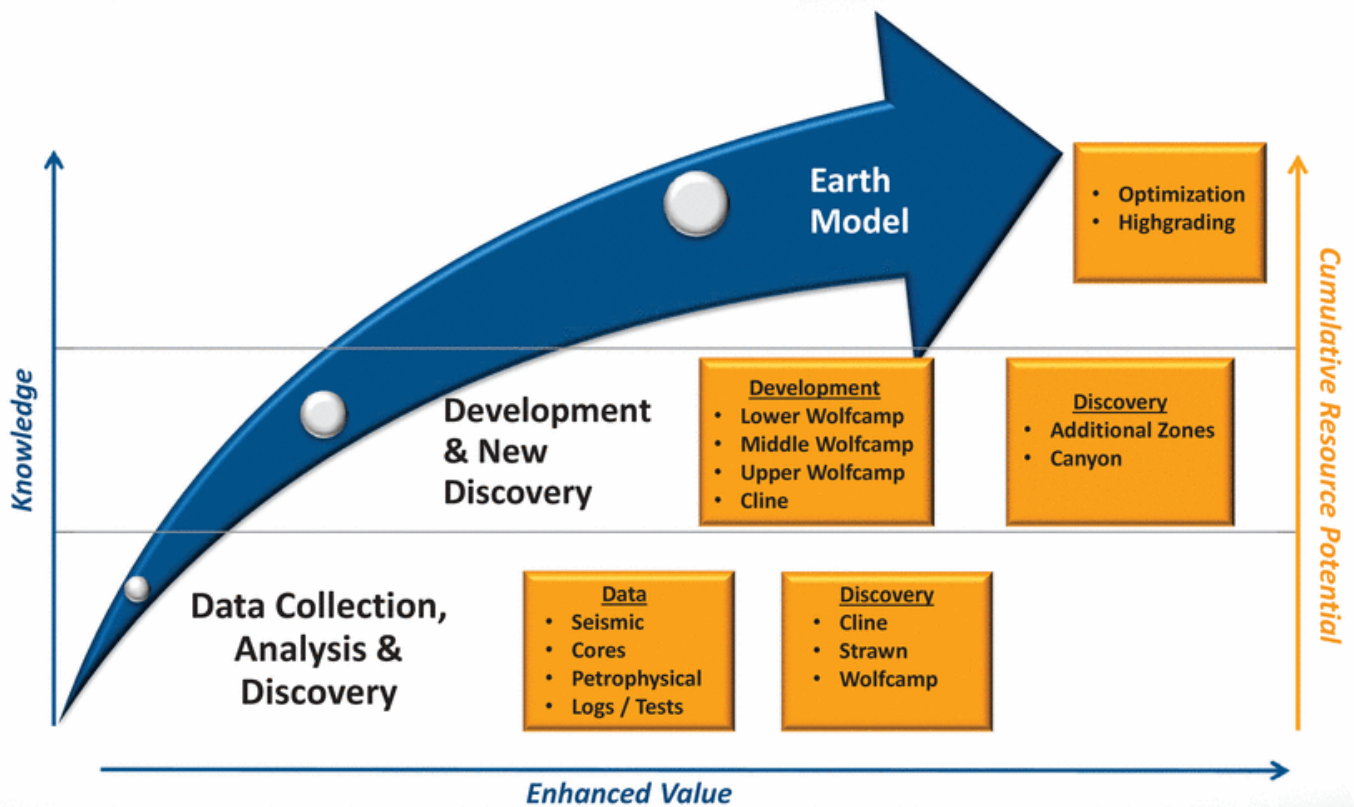 Earth
Model
• Optimization
• Highgrading
Knowledge
Cumulative Resource Potential
Development
& New
Discovery
Development
• Lower Wolfcamp
• Middle Wolfcamp
• Upper Wolfcamp
• Cline
Discovery
• Additional Zones
• Canyon
Data Collection,
Analysis &
Discovery
Data
• Seismic
• Cores
• Petrophysical
• Logs / Tests
Discovery
• Cline
• Strawn
• Wolfcamp
Enhanced Value